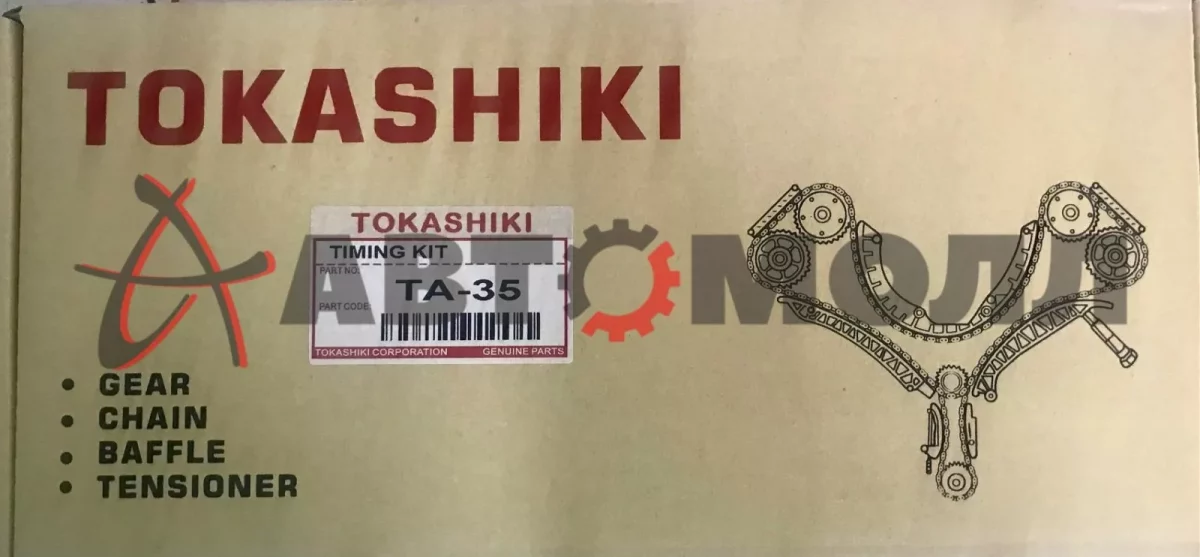 TOKASHIKI
АВТОМОЛЛ
TOKASHIKI
TIMING KIT
PART NO:
TA-35
PART CODE:
TOKASHIKI CORPORATION GENUINE PARTS
• GEAR
• CHAIN
• BAFFLE
• TENSIONER